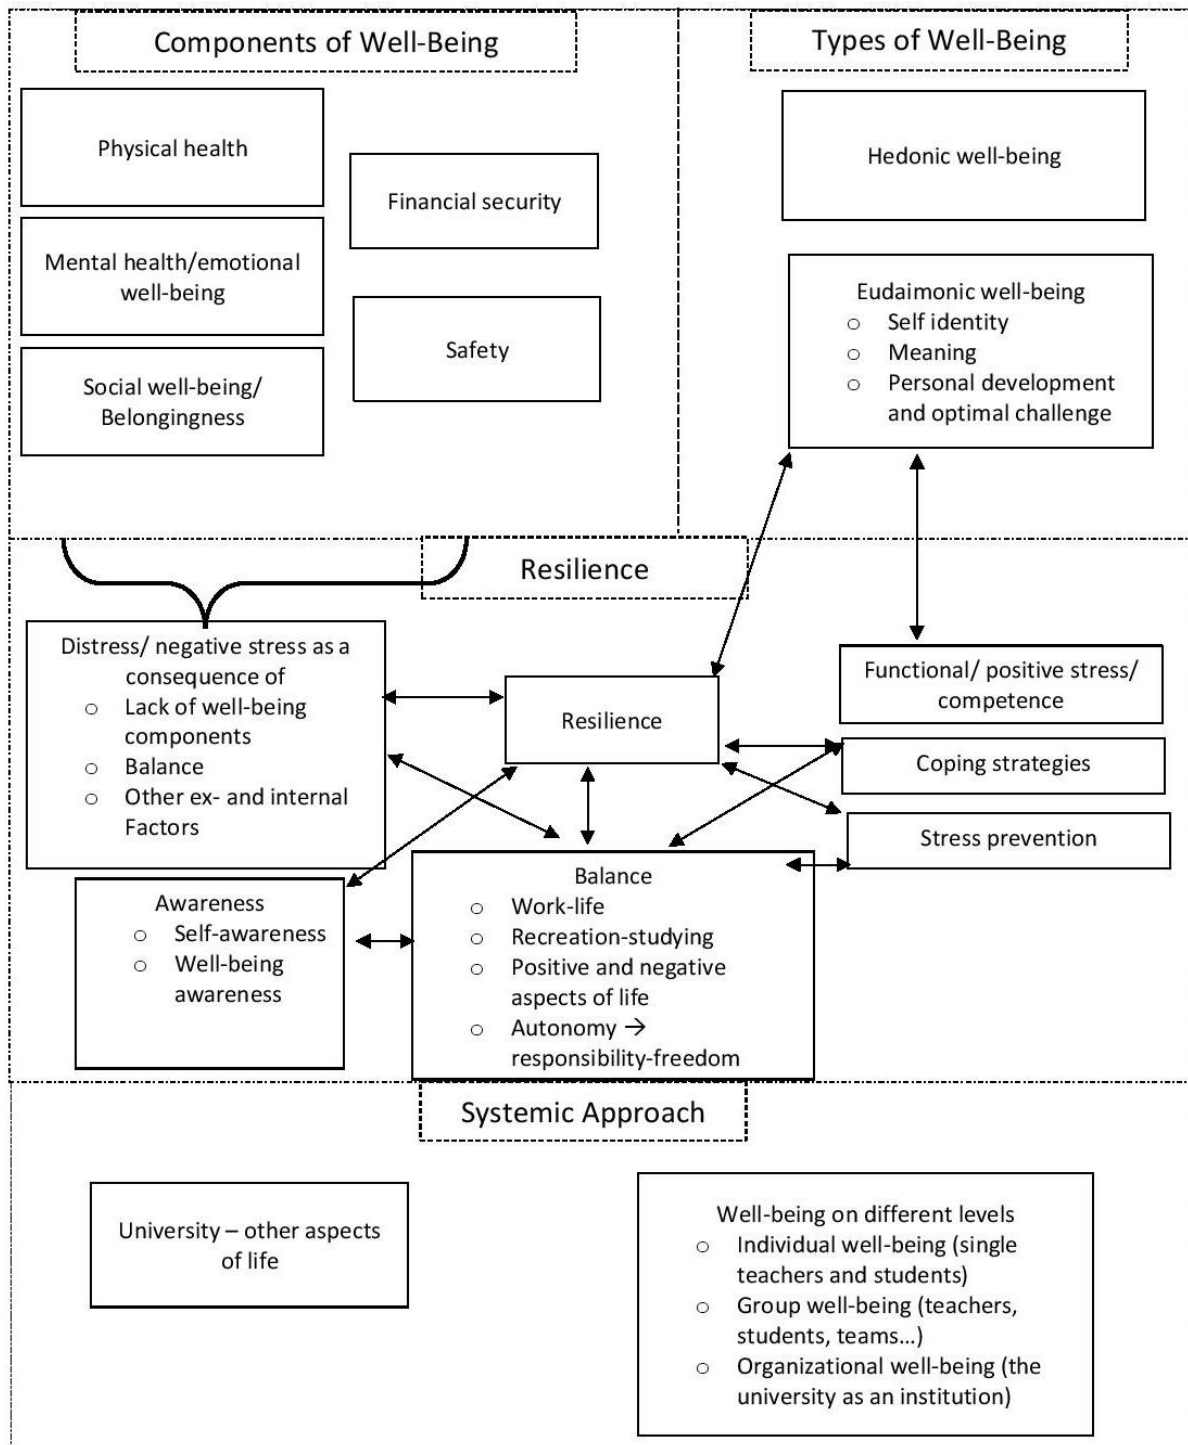 Components of Well-Being
Physical health
Mental health/emotional
well-being
Social well-being/
Belongingness
Financial security
Safety
Types of Well-Being
Hedonic well-being
Eudaimonic well-being
o Self identity
o Meaning
o Personal development
and optimal challenge
Resilience
Distress/ negative stress as a
consequence of
o Lack of well-being
components
o Balance
o Other ex- and internal
Factors
Resilience
Functional/ positive stress/
competence
Coping strategies
Stress prevention
Awareness
o Self-awareness
o Well-being
awareness
Balance
o Work-life
o Recreation-studying
o Positive and negative
aspects of life
o Autonomy →
responsibility-freedom
Systemic Approach
University – other aspects
of life
Well-being on different levels
o Individual well-being (single
teachers and students)
o Group well-being (teachers,
students, teams...)
o Organizational well-being (the
university as an institution)